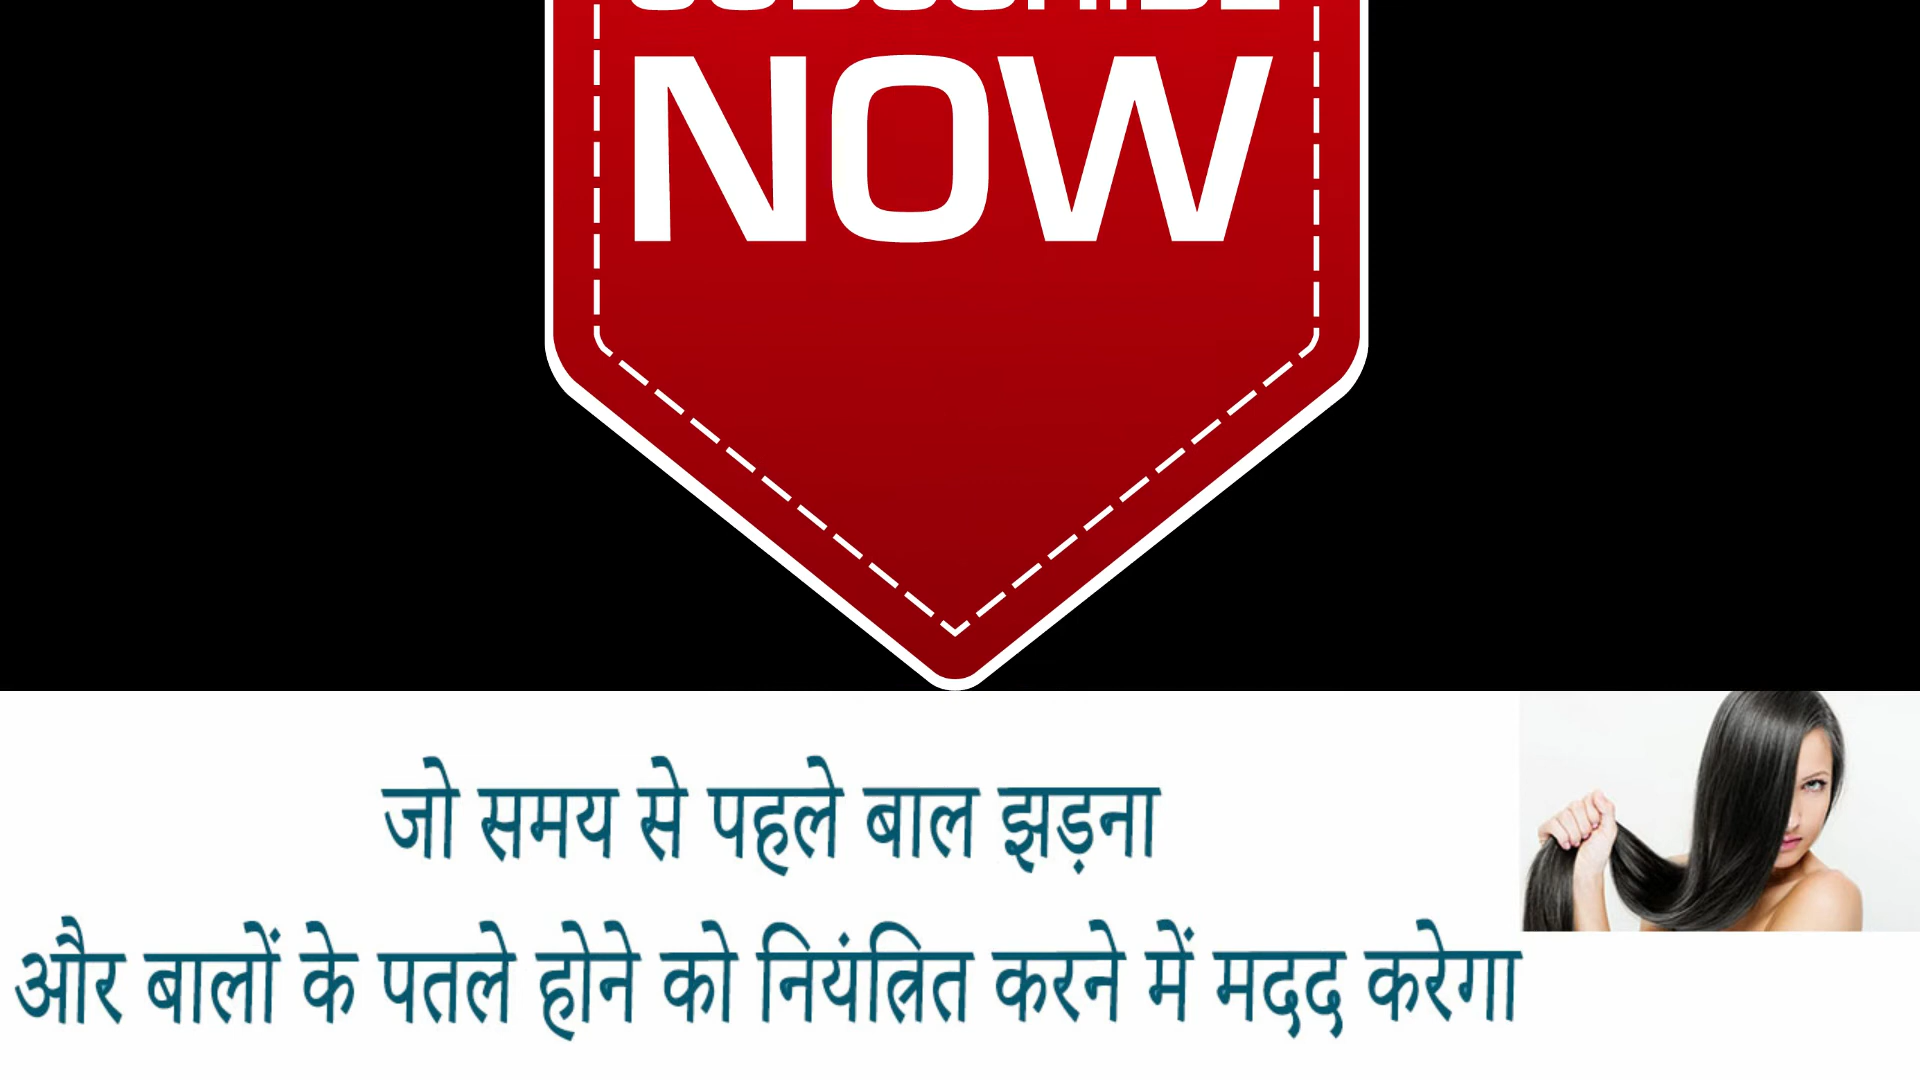 NOW
जो समय से पहले बाल झड़ना
और बालों के पतले होने को नियंत्रित करने में मदद करेगा